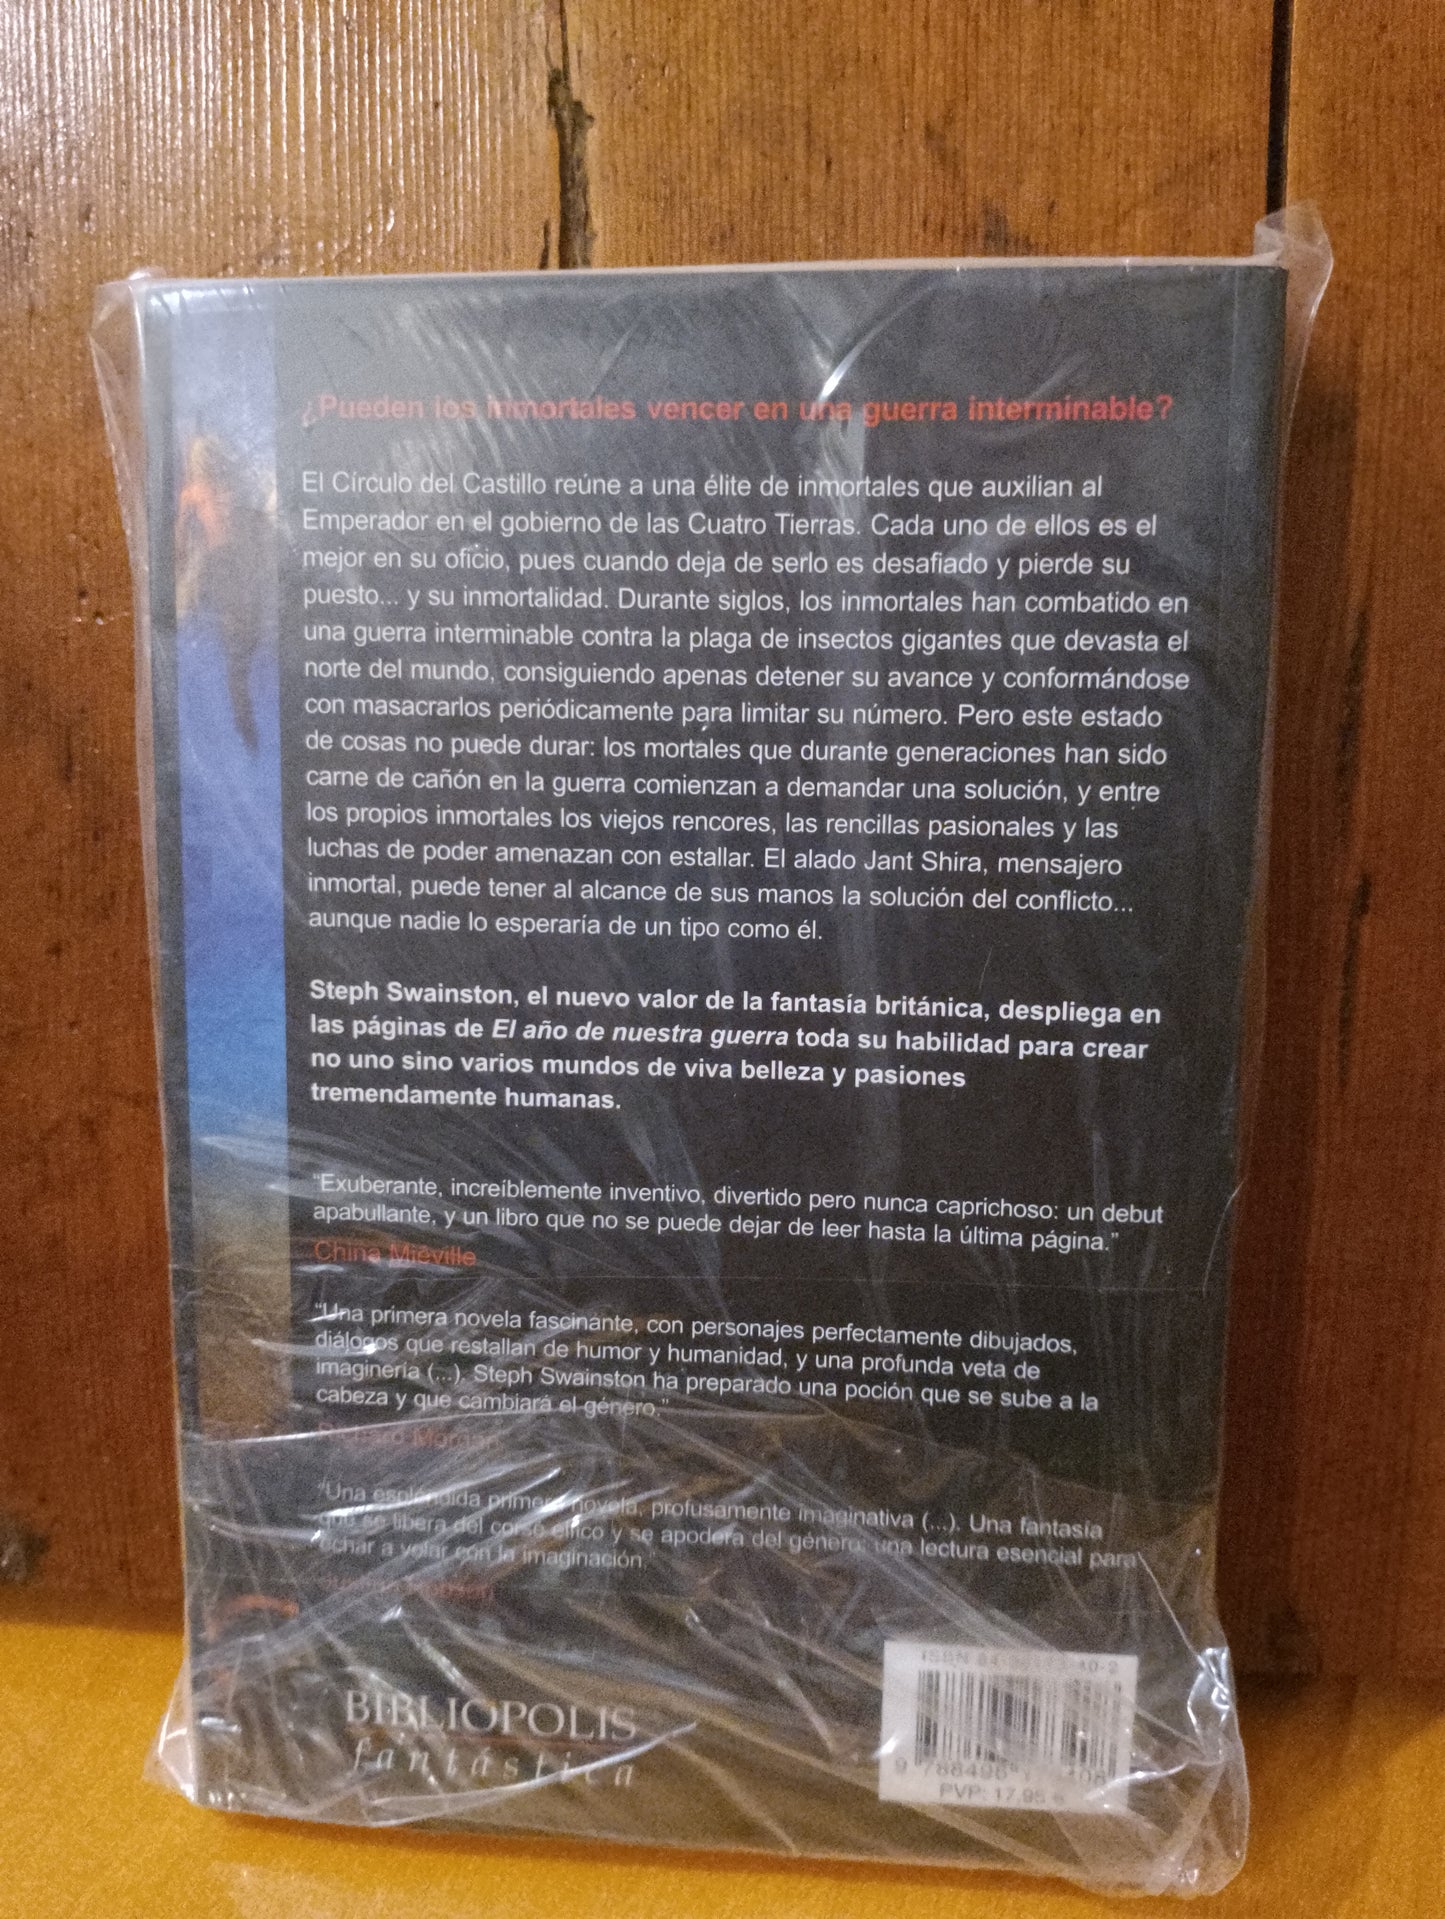 ¿Pueden los inmortales vencer en una guerra interminable?
El Círculo del Castillo reúne a una élite de inmortales que auxilian al
Emperador en el gobierno de las Cuatro Tierras. Cada uno de ellos es el
mejor en su oficio, pues cuando deja de serlo es desafiado y pierde su
puesto... y su inmortalidad. Durante siglos, los inmortales han combatido en
una guerra interminable contra la plaga de insectos gigantes que devasta el
norte del mundo, consiguiendo apenas detener su avance y conformándose
con masacrarlos periódicamente para limitar su número. Pero este estado
de cosas no puede durar: los mortales que durante generaciones han sido
carne de cañón en la guerra comienzan a demandar una solución, y entre
los propios inmortales los viejos rencores, las rencillas pasionales y las
luchas de poder amenazan con estallar. El alado Jant Shira, mensajero
inmortal, puede tener al alcance de sus manos la solución del conflicto...
aunque nadie lo esperaría de un tipo como él.
Steph Swainston, el nuevo valor de la fantasía británica, despliega en
las páginas de El año de nuestra guerra toda su habilidad para crear
no uno sino varios mundos de viva belleza y pasiones
tremendamente humanas.
"Exuberante, increíblemente inventivo, divertido pero nunca caprichoso: un debut
apabullante, y un libro que no se puede dejar de leer hasta la última página."
China Miéville
"Una primera novela fascinante, con personajes perfectamente dibujados,
diálogos que restallan de humor y humanidad, y una profunda veta de
imaginería (...). Steph Swainston ha preparado una poción que se sube a la
cabeza y que cambiará el género."
Richard Morgan
"Una espléndida primera novela, profusamente imaginativa (...). Una fantasía
que se libera del corsé élfico y se apodera del género: una lectura esencial para
echar a volar con la imaginación."
BIBLIOPOLIS
fantástica
ISBN 84 40-2
9 788496
PVP: 17,95 €